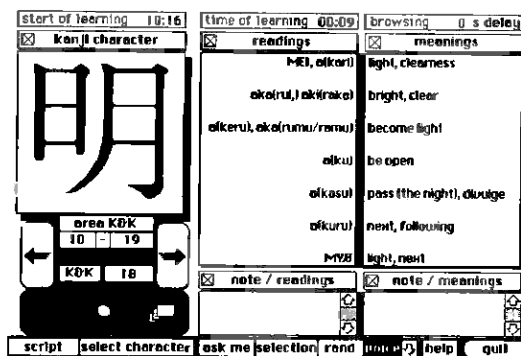 start of learning 10:16
time of learning 00:09
browsing 0 s delay
kanji character
明
area K&K
10 - 19
K&K 18
readings
MEI, a(kari)
aka(rui,) aki(raka)
a(keru), aka(rumu/ramu)
a(ku)
a(kasu)
a(kuru)
MYB
meanings
light, clearness
bright, clear
become light
be open
pass (the night), divulge
next, following
light, next
note / readings
note / meanings
script select character ask me selection rand help quit